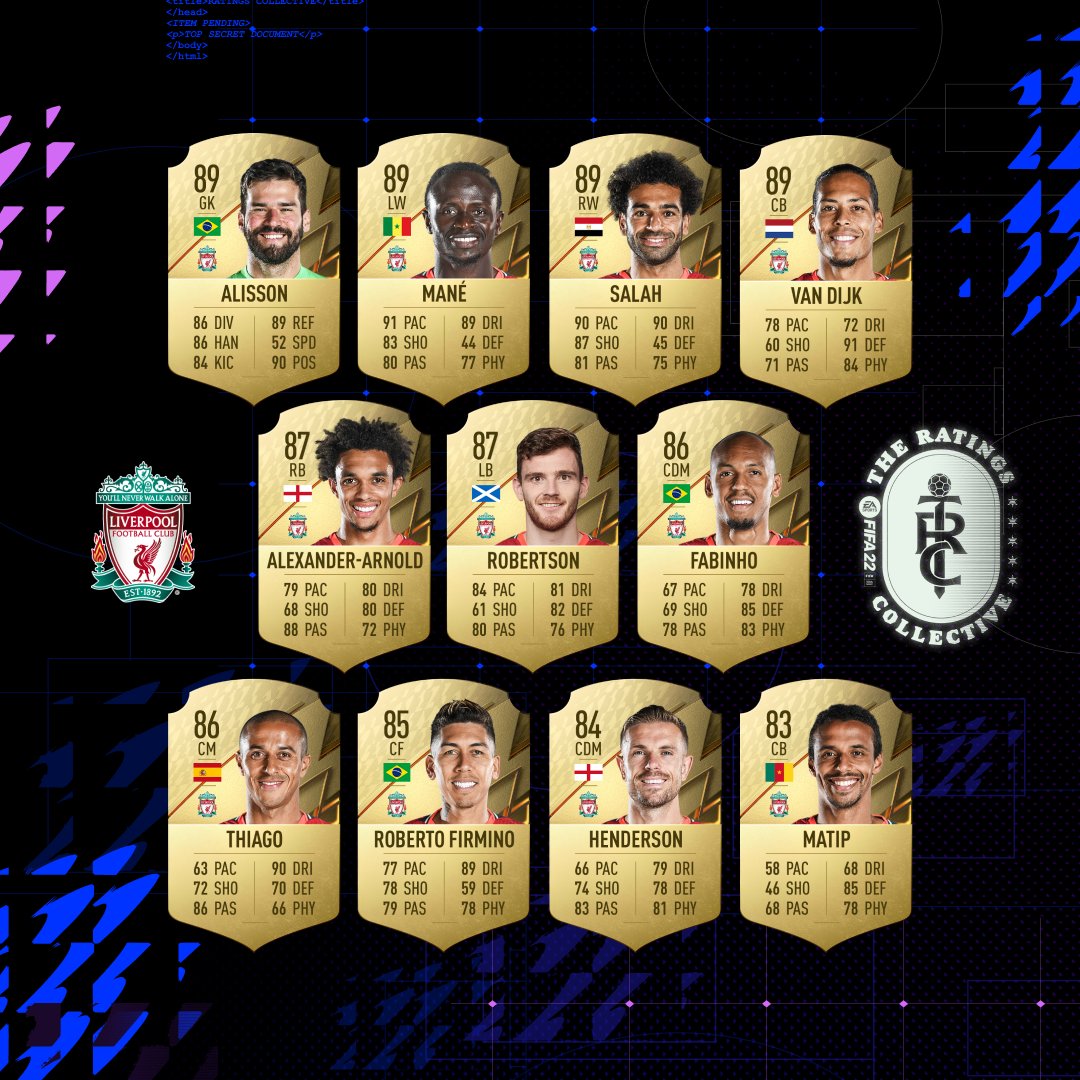 <title>RATINGS COLLECTIVE</title>
</head>
<ITEM PENDING>
<p>TOP SECRET DOCUMENT</p>
</body>
</html>
89
GK
ALISSON
86 DIV 89 REF
86 HAN 52 SPD
84 KIC 90 POS
89
LW
MANÉ
91 PAC 89 DRI
83 SHO 44 DEF
80 PAS 77 PHY
89
RW
SALAH
90 PAC 90 DRI
87 SHO 45 DEF
81 PAS 75 PHY
89
CB
VAN DIJK
78 PAC 72 DRI
60 SHO 91 DEF
71 PAS 84 PHY
YOU'LL NEVER WALK ALONE
LIVERPOOL
FOOTBALL CLUB
EST·1892
87
RB
ALEXANDER-ARNOLD
79 PAC 80 DRI
68 SHO 80 DEF
88 PAS 72 PHY
87
LB
ROBERTSON
84 PAC 81 DRI
61 SHO 82 DEF
80 PAS 76 PHY
86
CDM
FABINHO
67 PAC 78 DRI
69 SHO 85 DEF
78 PAS 83 PHY
THE RATINGS
COLLECTIVE
TRC
EA SPORTS
FIFA 22
86
CM
THIAGO
63 PAC 90 DRI
72 SHO 70 DEF
86 PAS 66 PHY
85
CF
ROBERTO FIRMINO
77 PAC 89 DRI
78 SHO 59 DEF
79 PAS 78 PHY
84
CDM
HENDERSON
66 PAC 79 DRI
74 SHO 78 DEF
83 PAS 81 PHY
83
CB
MATIP
58 PAC 68 DRI
46 SHO 85 DEF
68 PAS 78 PHY